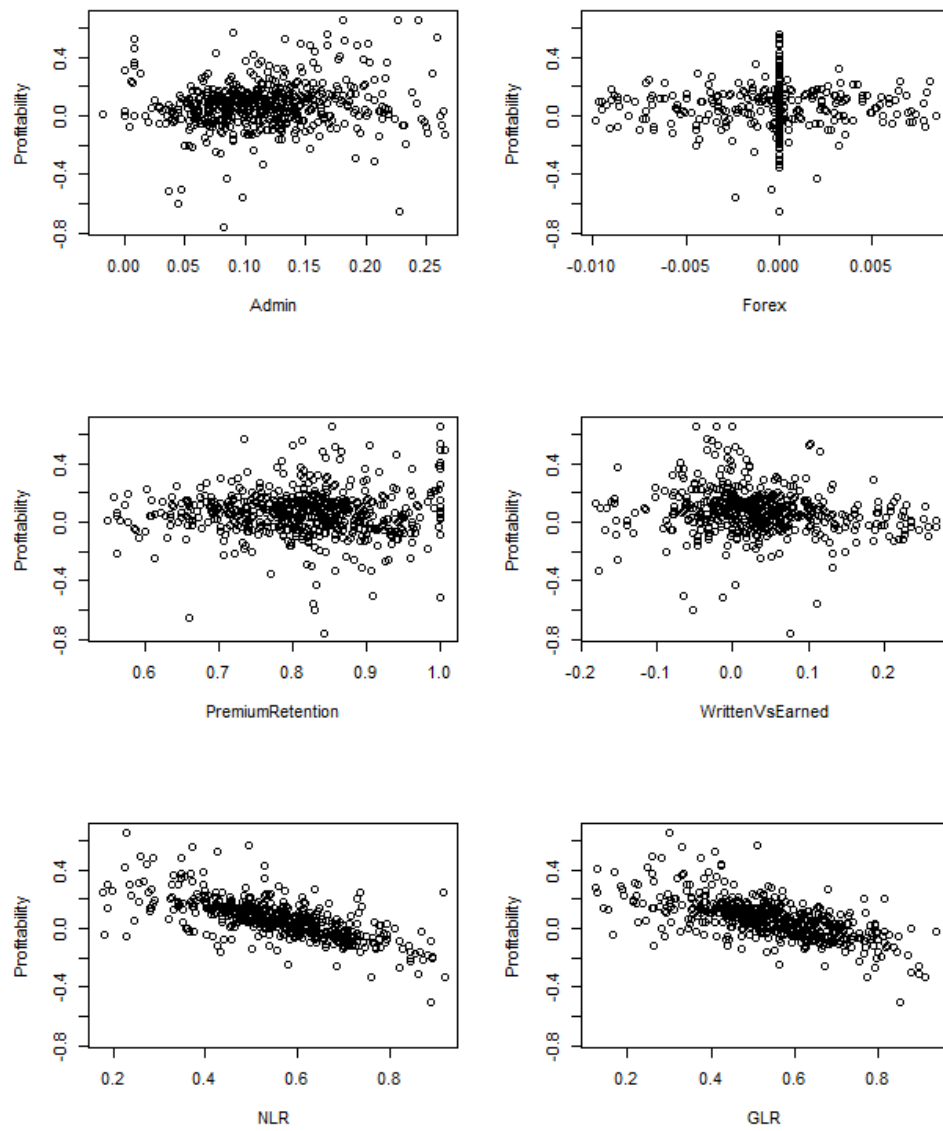 Profitability
-0.8 -0.4 0.0 0.4
0.00 0.05 0.10 0.15 0.20 0.25
Admin
Profitability
-0.8 -0.4 0.0 0.4
-0.010 -0.005 0.000 0.005
Forex
Profitability
-0.8 -0.4 0.0 0.4
0.6 0.7 0.8 0.9 1.0
PremiumRetention
Profitability
-0.8 -0.4 0.0 0.4
-0.2 -0.1 0.0 0.1 0.2
WrittenVsEarned
Profitability
-0.8 -0.4 0.0 0.4
0.2 0.4 0.6 0.8
NLR
Profitability
-0.8 -0.4 0.0 0.4
0.2 0.4 0.6 0.8
GLR